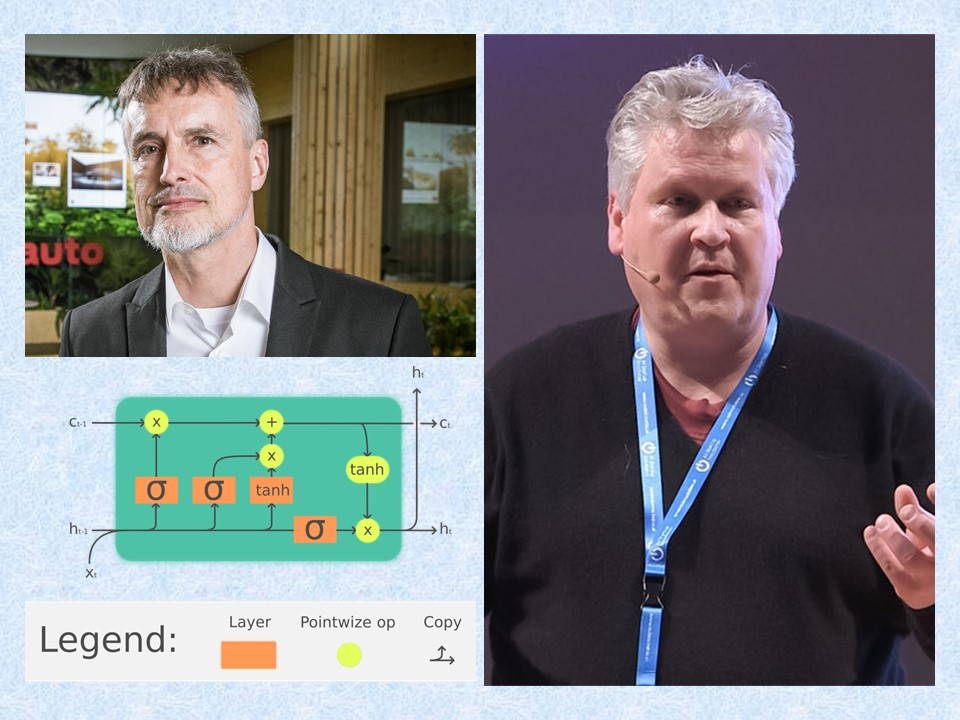 auto
hₜ
cₜ₋₁ x + cₜ
x
tanh
σ σ tanh
σ
hₜ₋₁ x hₜ
xₜ
Legend:
Layer Pointwize op Copy